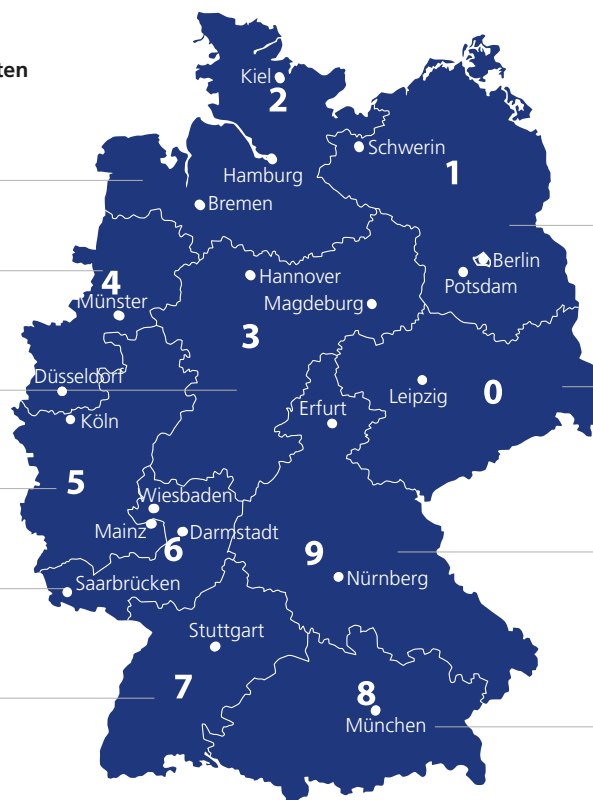 ten
Kiel
2
Schwerin
1
Hamburg
Bremen
Berlin
Potsdam
Hannover
4
Münster
Magdeburg
3
Düsseldorf
Leipzig
0
Erfurt
Köln
5
Wiesbaden
Mainz
Darmstadt
6
9
Nürnberg
Saarbrücken
Stuttgart
7
8
München